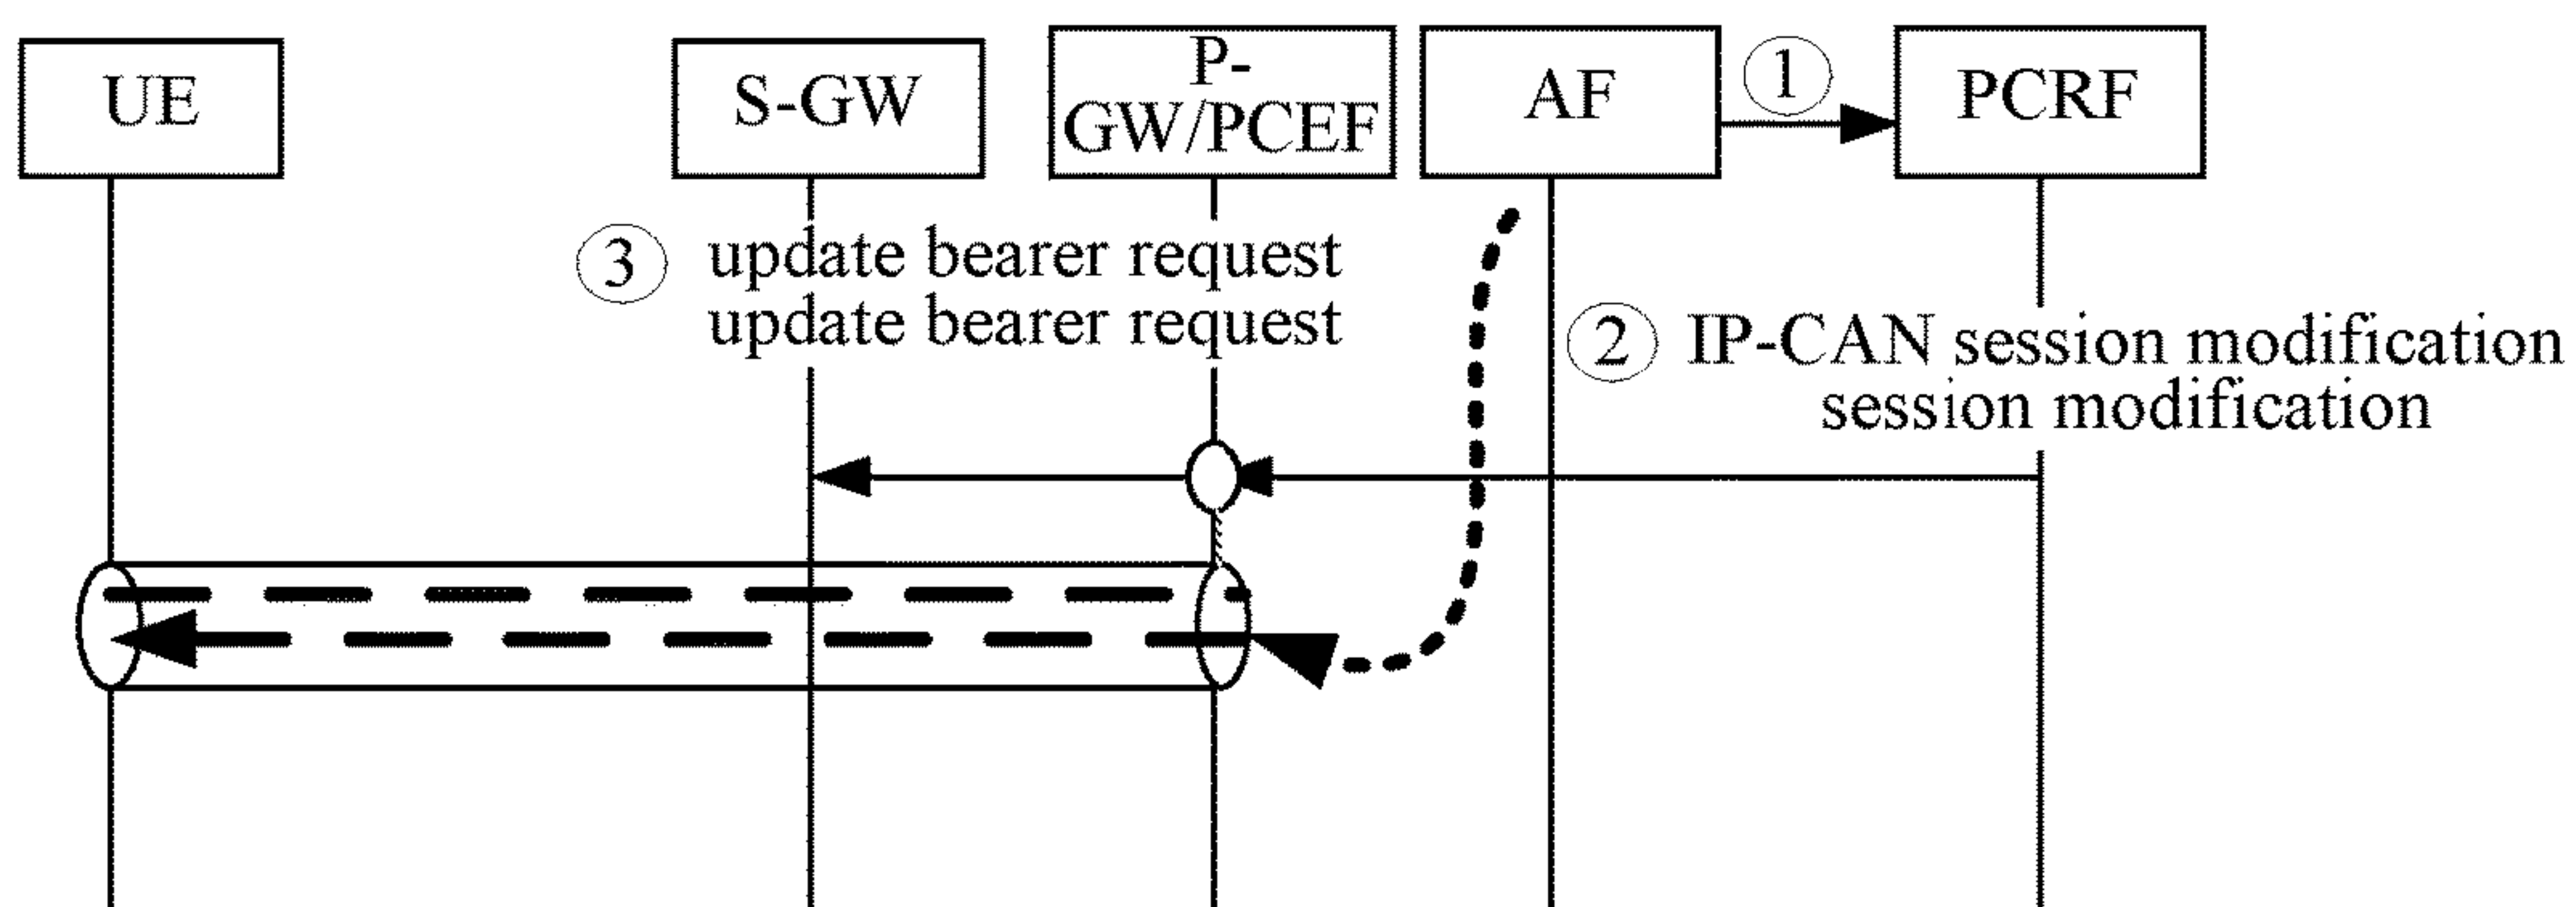 UE
S-GW
P-
GW/PCEF
AF
1
PCRF
3 update bearer request
update bearer request
2 IP-CAN session modification
session modification